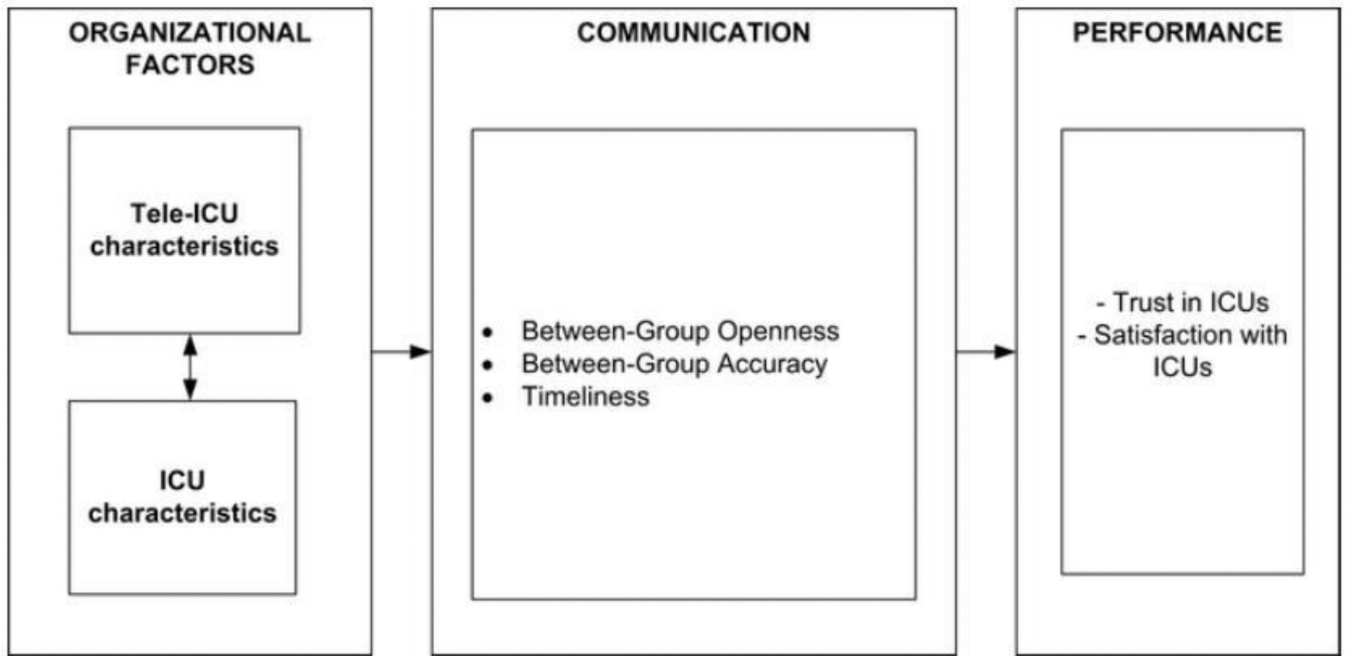 ORGANIZATIONAL
FACTORS
Tele-ICU
characteristics
ICU
characteristics
COMMUNICATION
• Between-Group Openness
• Between-Group Accuracy
• Timeliness
PERFORMANCE
- Trust in ICUs
- Satisfaction with
ICUs